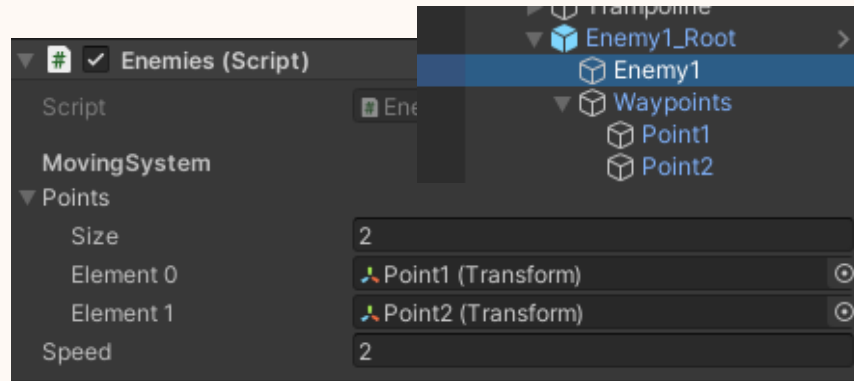 Trampoline
Enemy1_Root
Enemy1
Waypoints
Point1
Point2
# Enemies (Script)
Script # Ene
MovingSystem
Points
Size 2
Element 0 Point1 (Transform)
Element 1 Point2 (Transform)
Speed 2